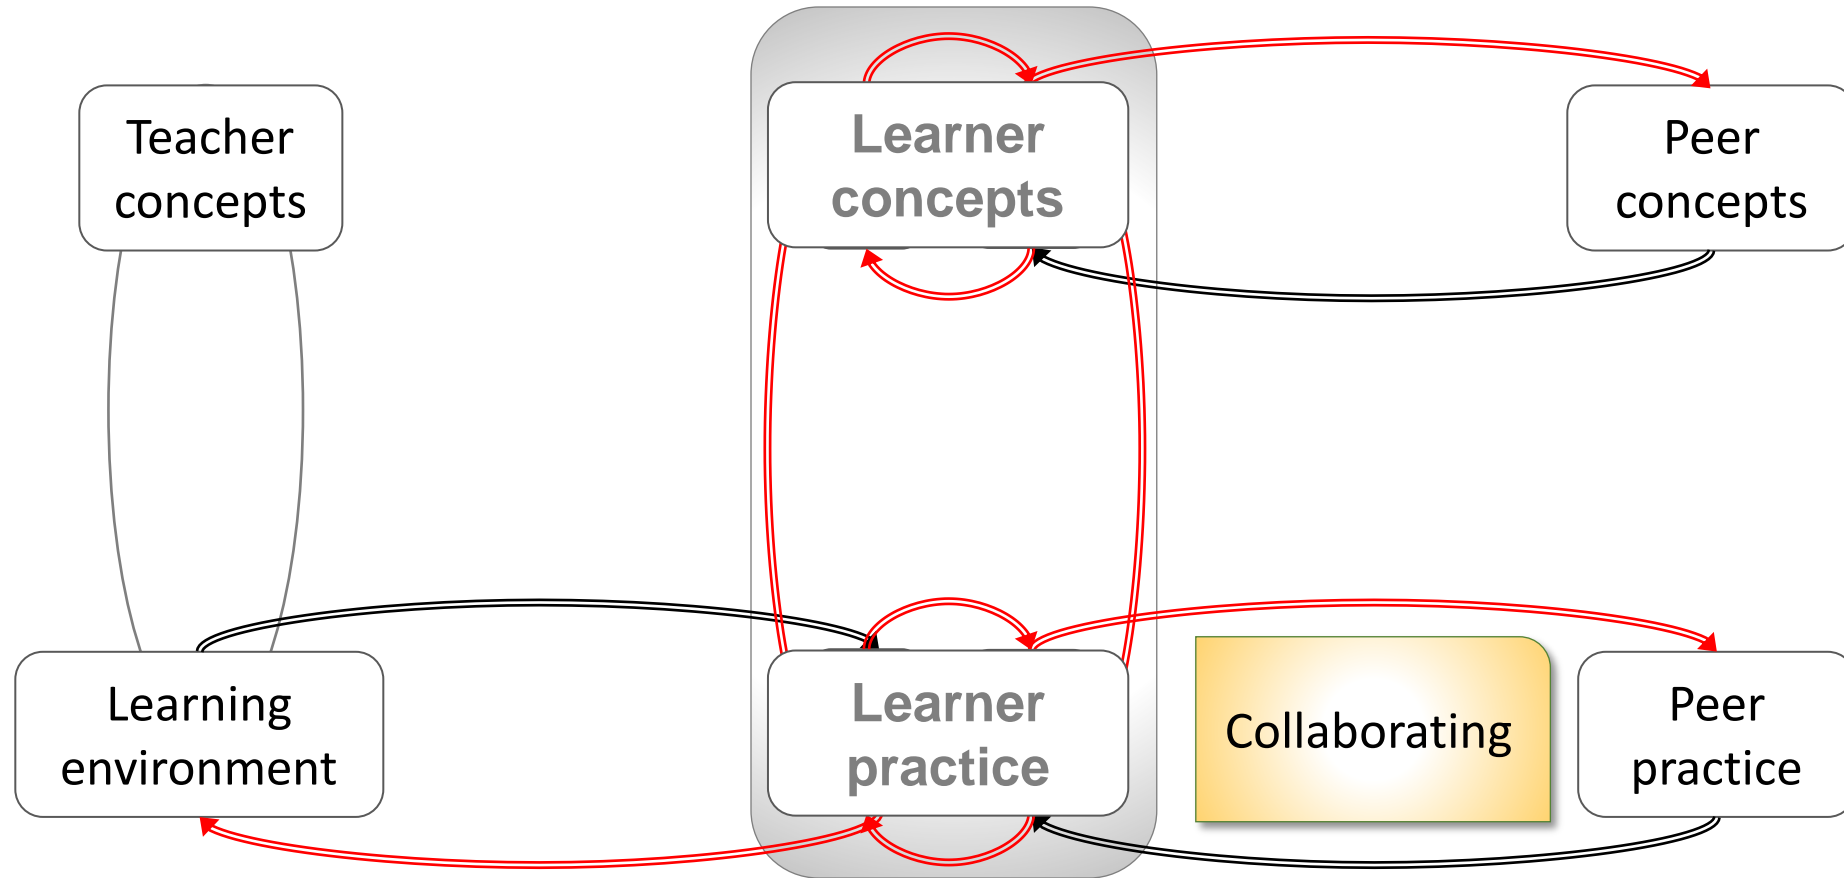 Teacher
concepts
Learner
concepts
Peer
concepts
Learning
environment
Learner
practice
Collaborating
Peer
practice